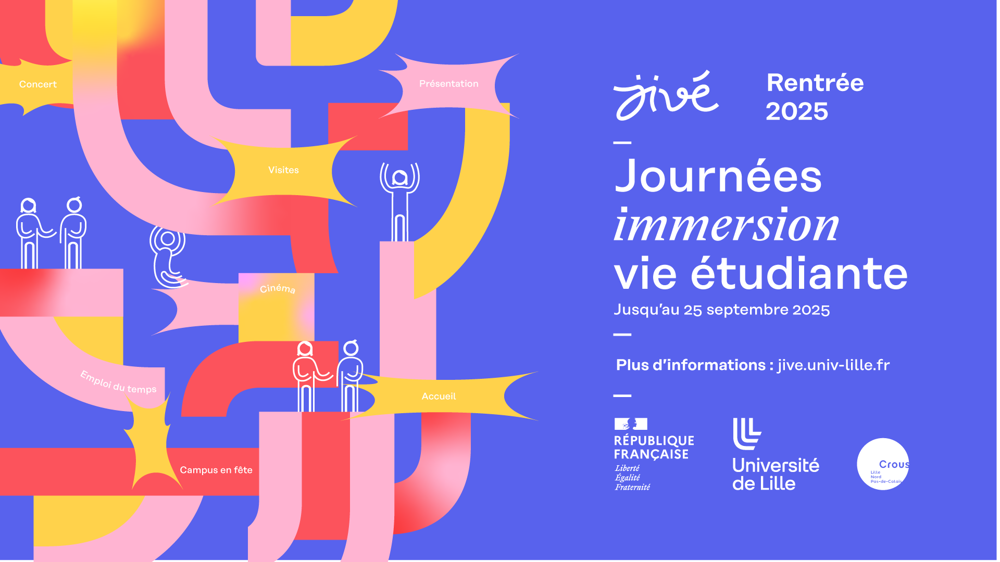 Concert
Présentation
Visites
Cinéma
Emploi du temps
Accueil
Campus en fête
jivé
Rentrée
2025
Journées
immersion
vie étudiante
Jusqu'au 25 septembre 2025
Plus d'informations : jive.univ-lille.fr
RÉPUBLIQUE
FRANÇAISE
Liberté
Égalité
Fraternité
Université
de Lille
Crous
Lille
Nord
Pas-de-Calais